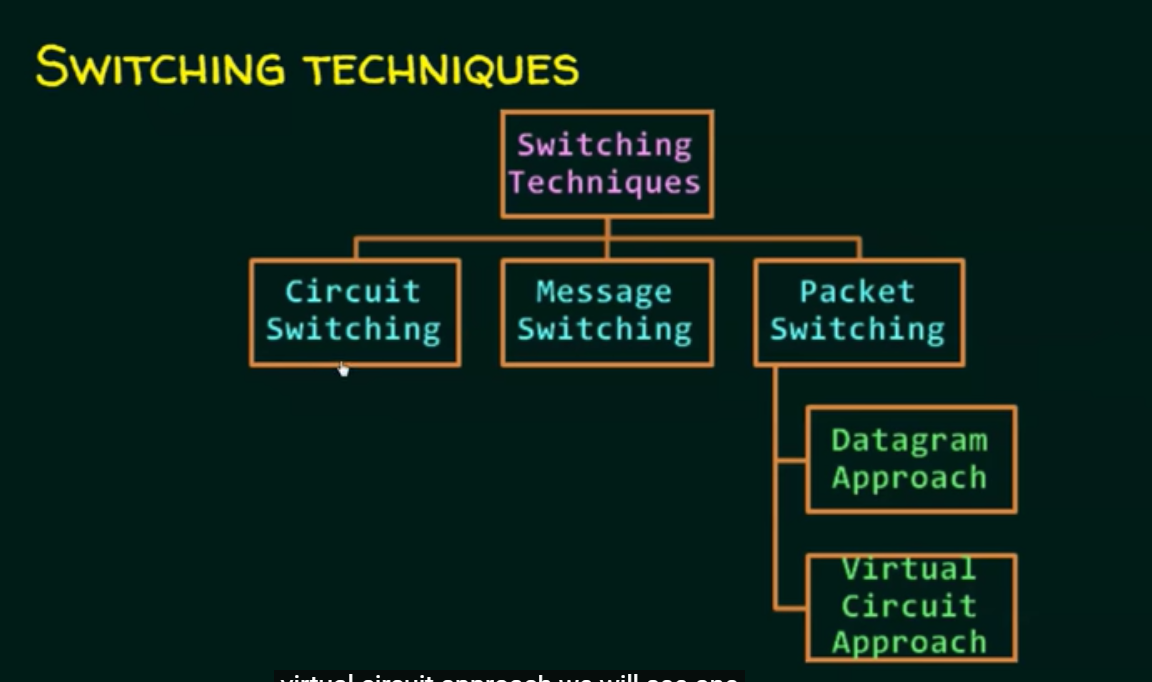 SWITCHING TECHNIQUES
Switching
Techniques
Circuit
Switching
Message
Switching
Packet
Switching
Datagram
Approach
Virtual
Circuit
Approach
virtual circuit approach we will see one